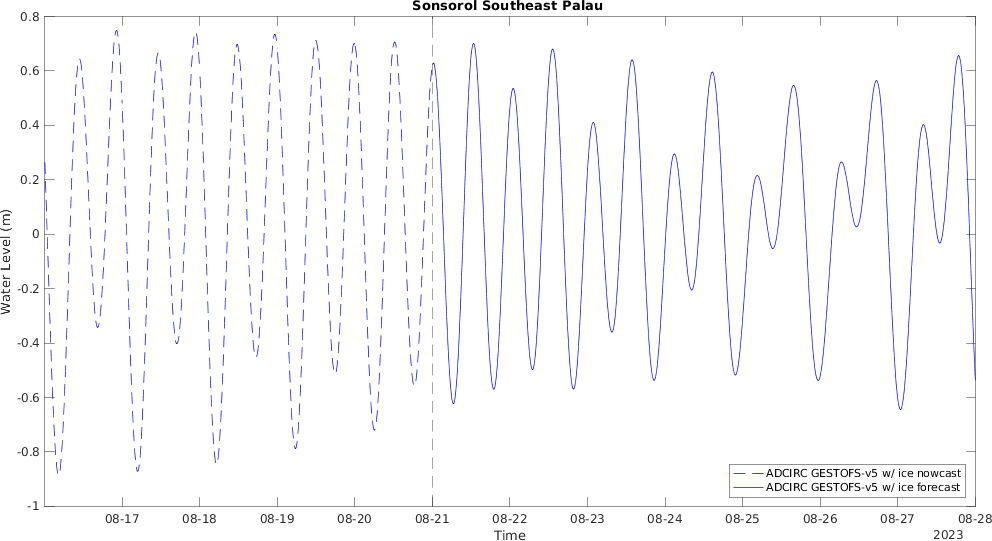 Sonsorol Southeast Palau
Water Level (m)
0.8
0.6
0.4
0.2
0
-0.2
-0.4
-0.6
-0.8
-1
ADCIRC GESTOFS-v5 w/ ice nowcast
ADCIRC GESTOFS-v5 w/ ice forecast
08-17 08-18 08-19 08-20 08-21 08-22 08-23 08-24 08-25 08-26 08-27 08-28
Time
2023